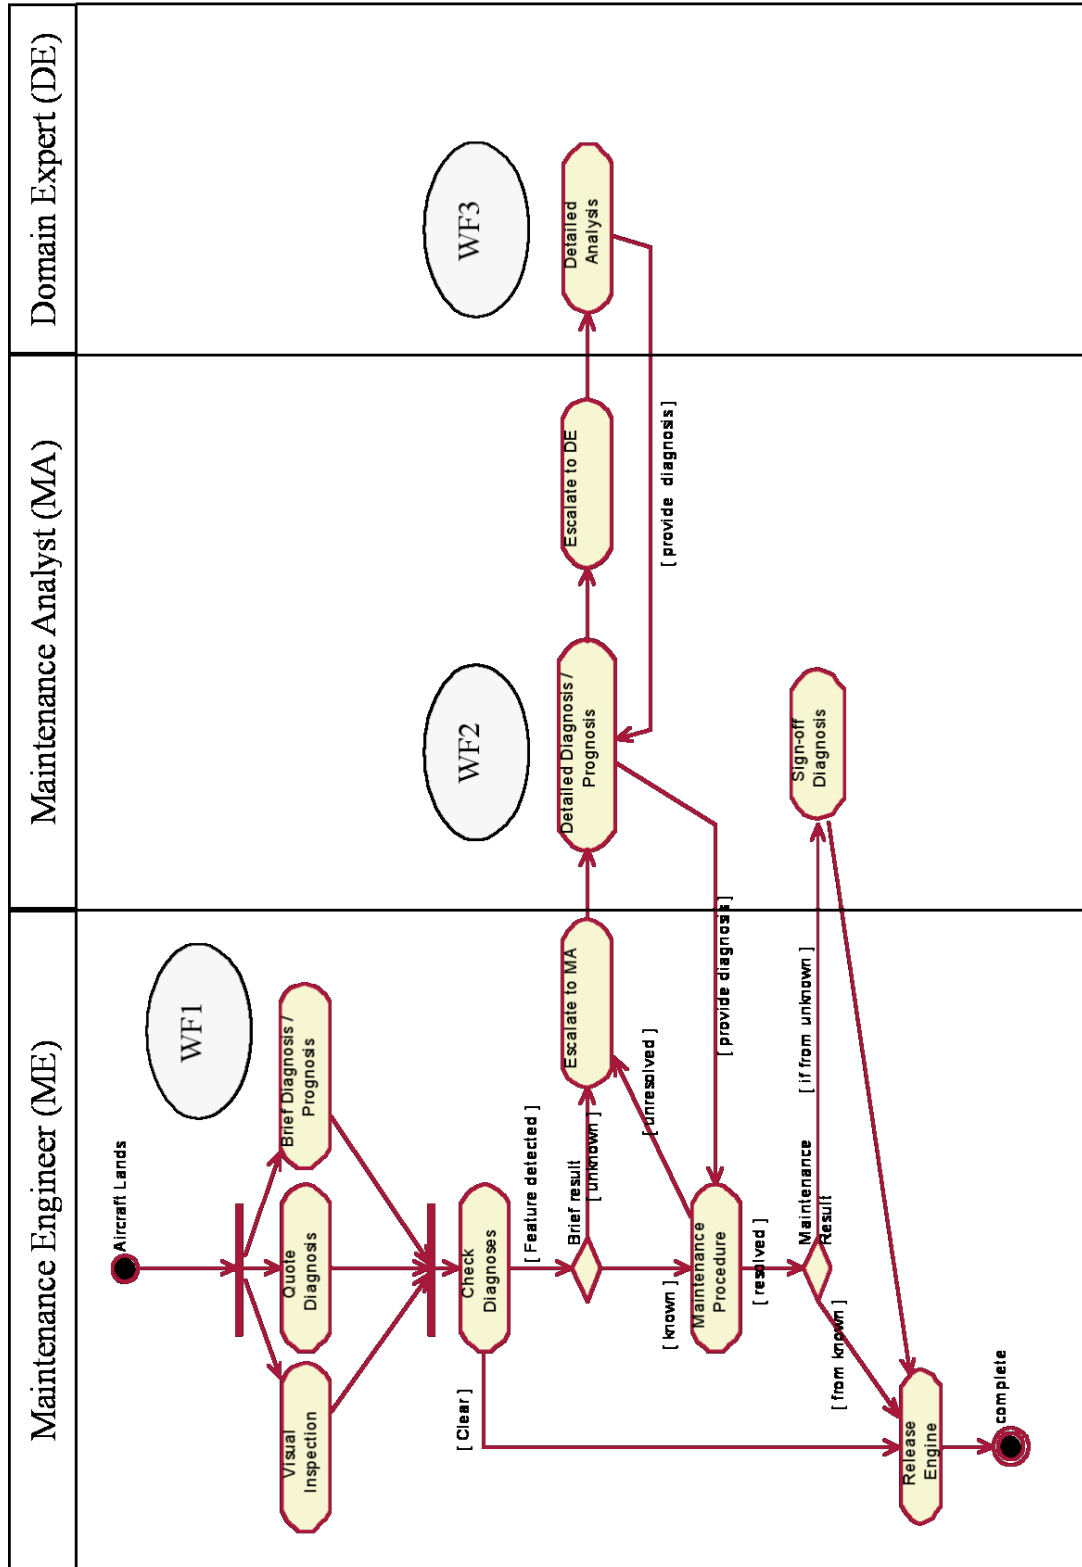 Maintenance Engineer (ME)
Maintenance Analyst (MA)
Domain Expert (DE)
Aircraft Lands
WF1
Visual
Inspection
Quote
Diagnosis
Brief Diagnosis /
Prognosis
Check
Diagnoses
[ Clear ]
[ Feature detected ]
Brief result
[ unknown ]
[ known ]
Escalate to MA
WF2
Detailed Diagnosis /
Prognosis
Escalate to DE
WF3
Detailed
Analysis
[ provide diagnosis ]
[ unresolved ]
[ provide diagnosis ]
Maintenance
Procedure
[ resolved ]
Maintenance
Result
[ if from unknown ]
[ from known ]
Sign-off
Diagnosis
Release
Engine
complete